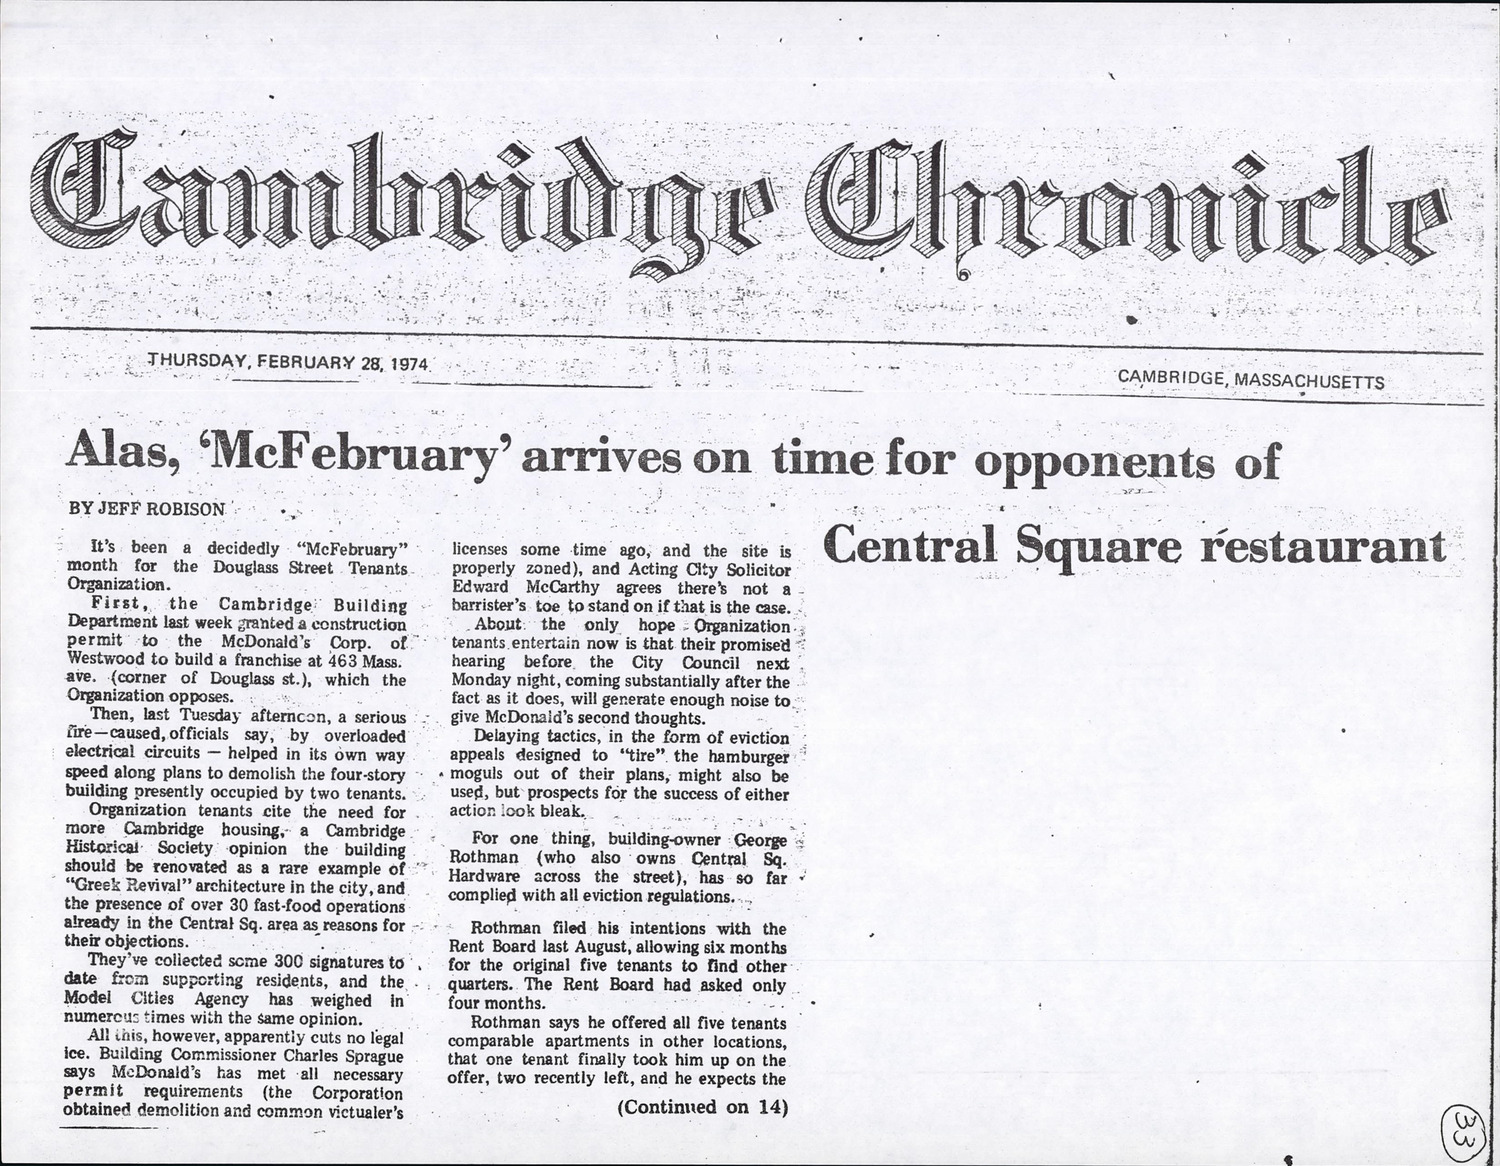 Cambridge Chronicle
THURSDAY, FEBRUARY 28, 1974
CAMBRIDGE, MASSACHUSETTS
Alas, ‘McFebruary’ arrives on time for opponents of
Central Square restaurant
BY JEFF ROBISON
It's been a decidedly “McFebruary”
month for the Douglass Street Tenants
Organization.
First, the Cambridge Building
Department last week granted a construction
permit to the McDonald's Corp. of
Westwood to build a franchise at 463 Mass.
ave. (corner of Douglass st.), which the
Organization opposes.
Then, last Tuesday afternoon, a serious
fire—caused, officials say, by overloaded
electrical circuits — helped in its own way
speed along plans to demolish the four-story
building presently occupied by two tenants.
Organization tenants cite the need for
more Cambridge housing, a Cambridge
Historical Society opinion the building
should be renovated as a rare example of
“Greek Revival” architecture in the city, and
the presence of over 30 fast-food operations
already in the Central Sq. area as reasons for
their objections.
They've collected some 300 signatures to
date from supporting residents, and the
Model Cities Agency has weighed in
numerous times with the same opinion.
All this, however, apparently cuts no legal
ice. Building Commissioner Charles Sprague
says McDonald's has met all necessary
permit requirements (the Corporation
obtained demolition and common victualer's
licenses some time ago, and the site is
properly zoned), and Acting City Solicitor
Edward McCarthy agrees there's not a
barrister's toe to stand on if that is the case.
About the only hope Organization
tenants entertain now is that their promised
hearing before the City Council next
Monday night, coming substantially after the
fact as it does, will generate enough noise to
give McDonald's second thoughts.
Delaying tactics, in the form of eviction
appeals designed to “tire” the hamburger
moguls out of their plans, might also be
used, but prospects for the success of either
action look bleak.
For one thing, building-owner George
Rothman (who also owns Central Sq.
Hardware across the street), has so far
complied with all eviction regulations.
Rothman filed his intentions with the
Rent Board last August, allowing six months
for the original five tenants to find other
quarters. The Rent Board had asked only
four months.
Rothman says he offered all five tenants
comparable apartments in other locations,
that one tenant finally took him up on the
offer, two recently left, and he expects the
(Continued on 14)
33